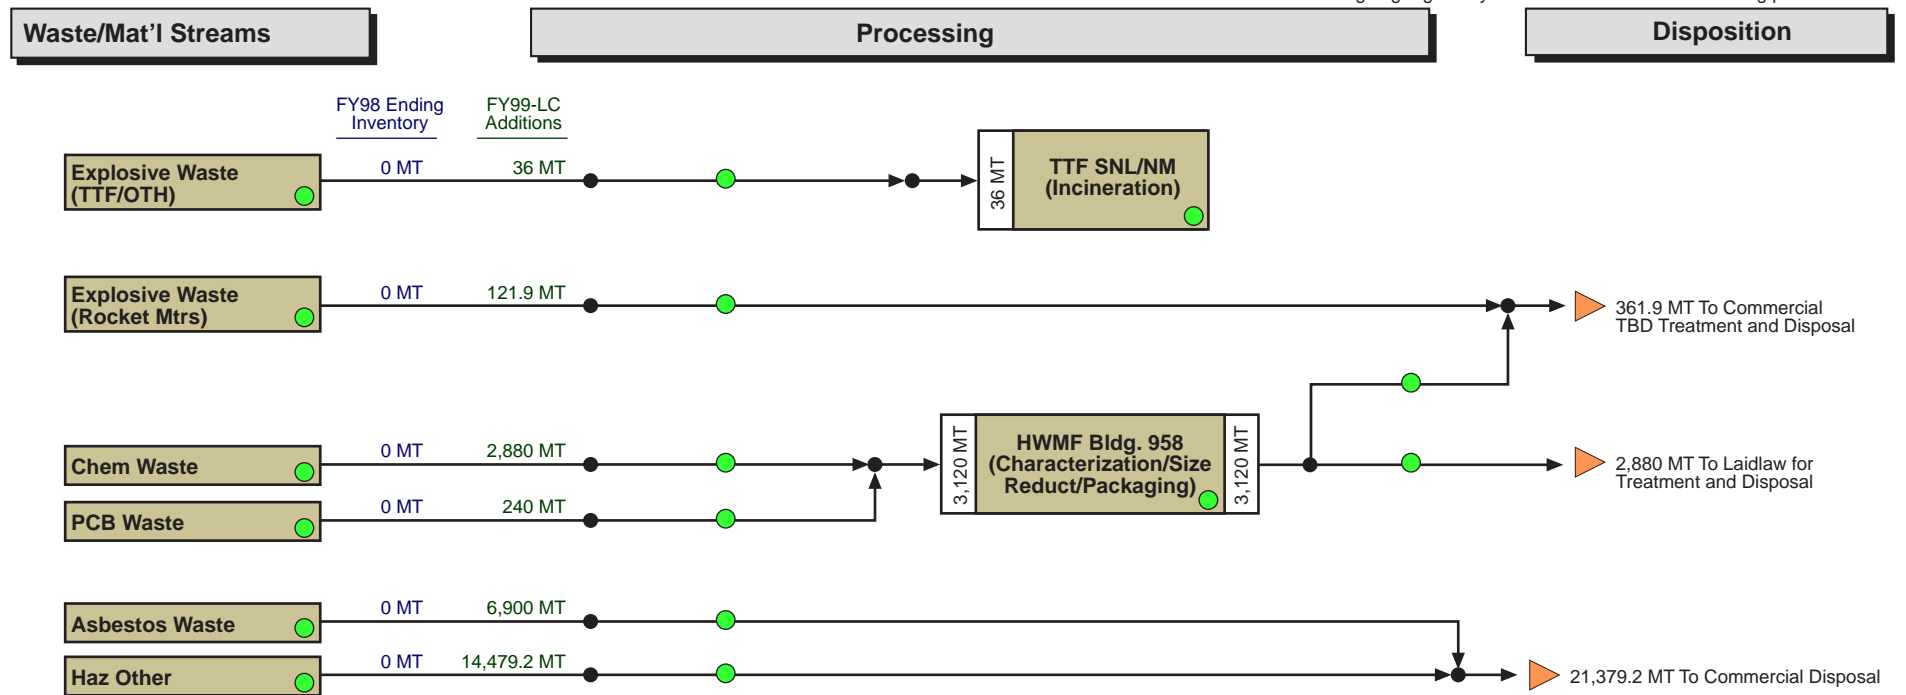 Waste/Mat'l Streams
Processing
Disposition
FY98 Ending
Inventory
FY99-LC
Additions
Explosive Waste
(TTF/OTH)
0 MT
36 MT
36 MT
TTF SNL/NM
(Incineration)
Explosive Waste
(Rocket Mtrs)
0 MT
121.9 MT
361.9 MT To Commercial
TBD Treatment and Disposal
Chem Waste
0 MT
2,880 MT
3,120 MT
HWMF Bldg. 958
(Characterization/Size
Reduct/Packaging)
3,120 MT
2,880 MT To Laidlaw for
Treatment and Disposal
PCB Waste
0 MT
240 MT
Asbestos Waste
0 MT
6,900 MT
Haz Other
0 MT
14,479.2 MT
21,379.2 MT To Commercial Disposal